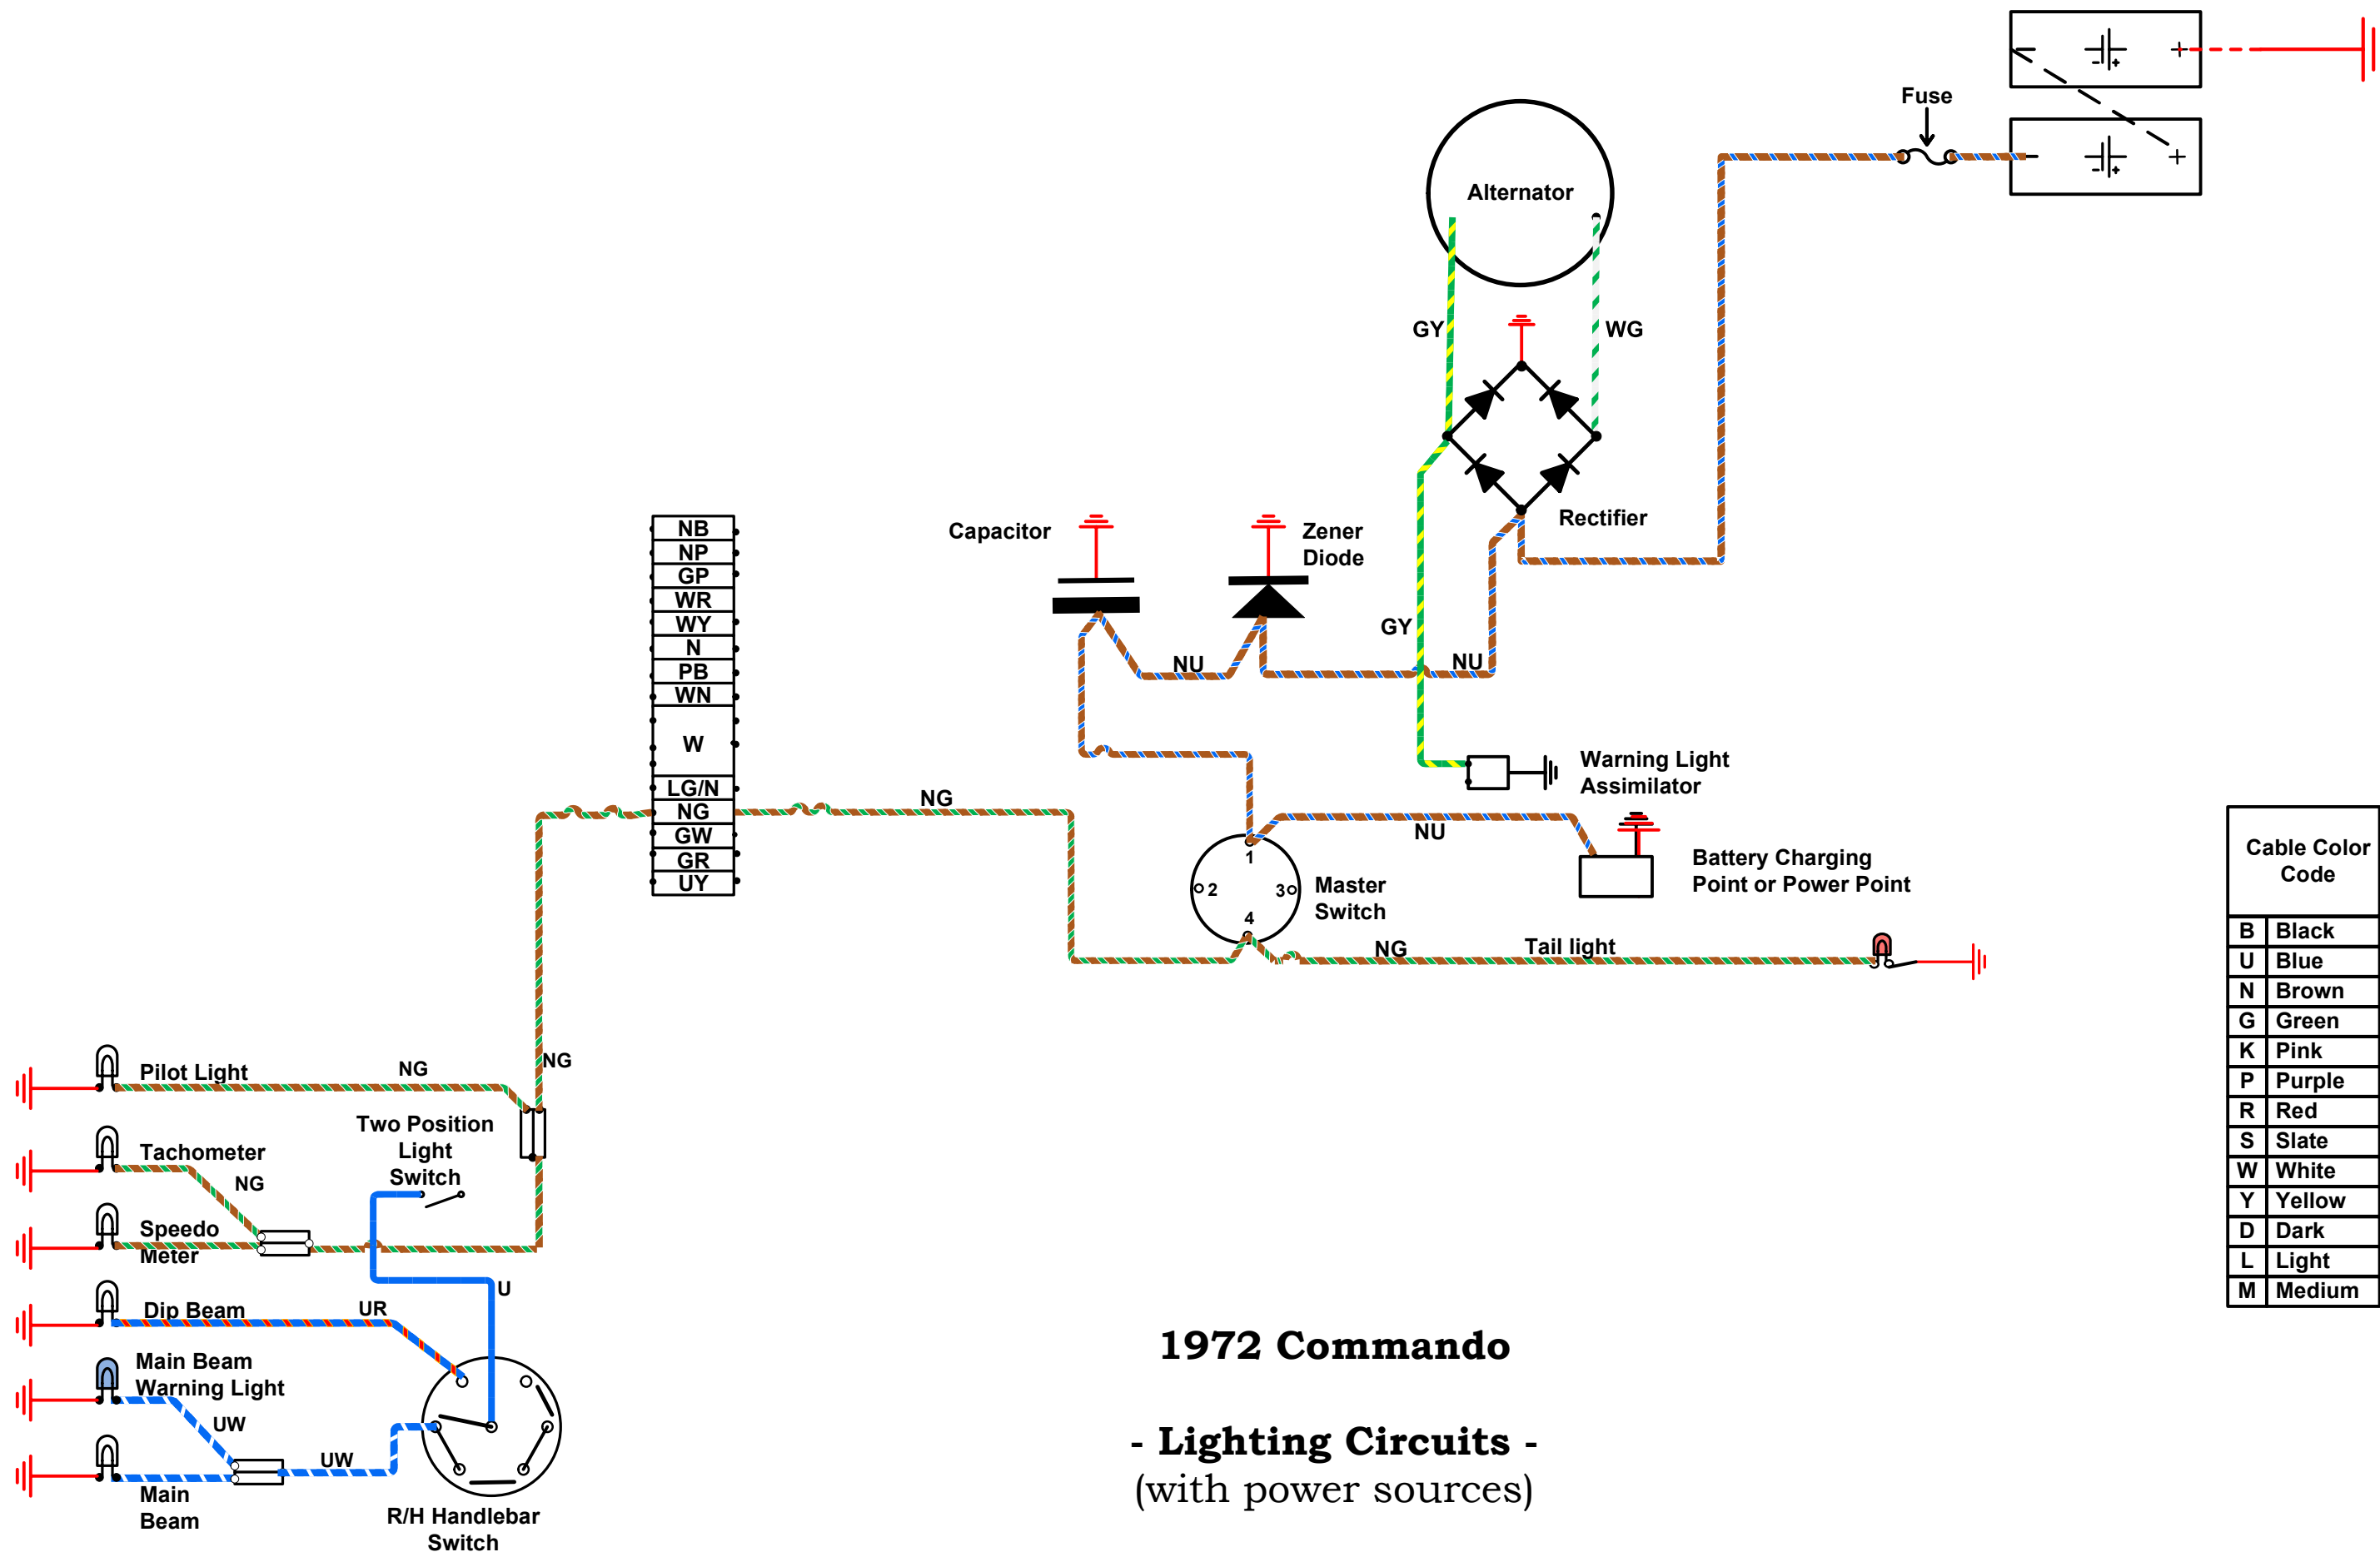 Fuse
Alternator
GY
WG
Rectifier
Capacitor
Zener
Diode
NB
NP
GP
WR
WY
N
PB
WN
W
LG/N
NG
GW
GR
UY
GY
NU
NU
NG
Warning Light
Assimilator
NU
1
2
3
4
Master
Switch
Battery Charging
Point or Power Point
NG
Tail light
Cable Color
Code
B Black
U Blue
N Brown
G Green
K Pink
P Purple
R Red
S Slate
W White
Y Yellow
D Dark
L Light
M Medium
Pilot Light
NG
NG
Two Position
Light
Switch
Tachometer
NG
Speedo
Meter
U
Dip Beam
UR
Main Beam
Warning Light
UW
UW
Main
Beam
R/H Handlebar
Switch
1972 Commando
- Lighting Circuits -
(with power sources)